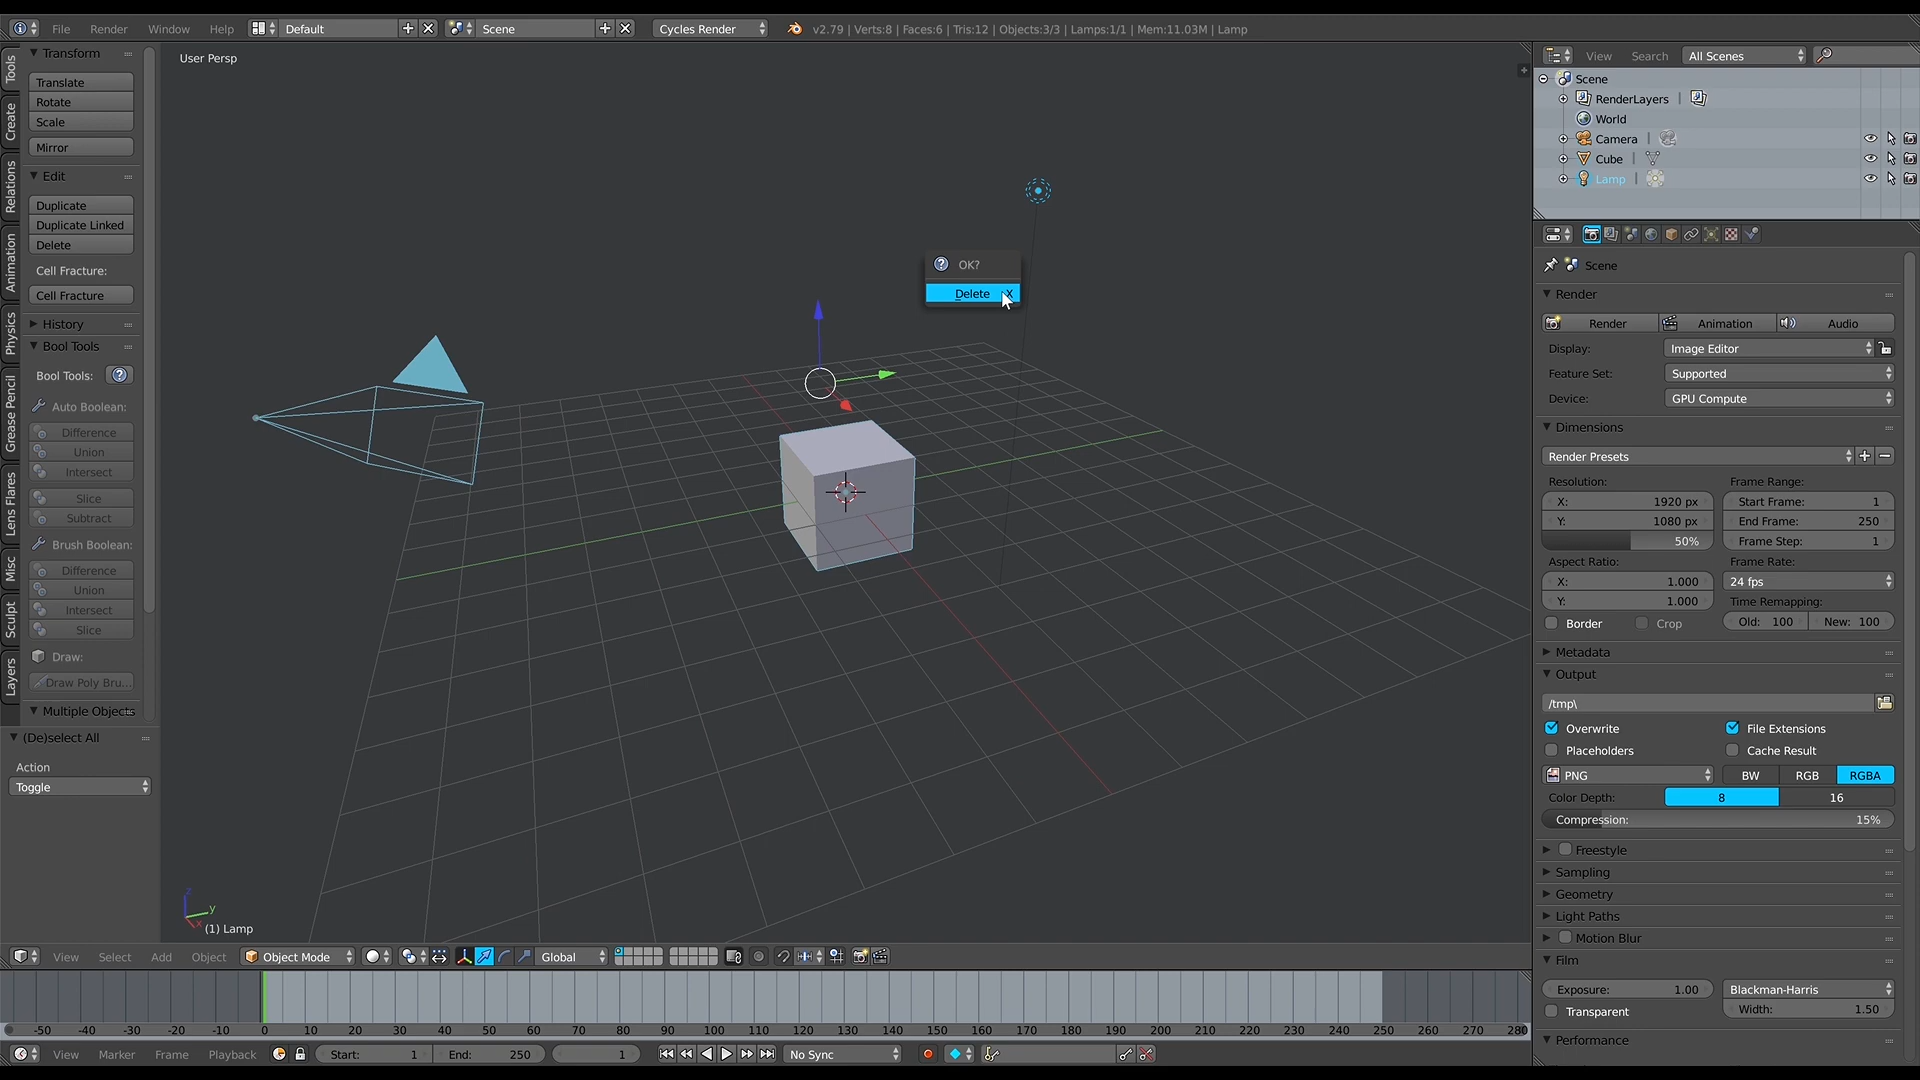 File Render Window Help Default Scene Cycles Render v2.79 | Verts:8 | Faces:6 | Tris:12 | Objects:3/3 | Lamps:1/1 | Mem:11.03M | Lamp
Tools
Create
Relations
Animation
Physics
Grease Pencil
Lens Flares
Misc
Sculpt
Layers
Transform
Translate
Rotate
Scale
Mirror
Edit
Duplicate
Duplicate Linked
Delete
Cell Fracture:
Cell Fracture
History
Bool Tools
Bool Tools:
Auto Boolean:
Difference
Union
Intersect
Slice
Subtract
Brush Boolean:
Difference
Union
Intersect
Slice
Draw:
Draw Poly Bru...
Multiple Objects
(De)select All
Action
Toggle
User Persp
OK?
Delete X
z
y
x
(1) Lamp
View Select Add Object Object Mode Global
-50 -40 -30 -20 -10 0 10 20 30 40 50 60 70 80 90 100 110 120 130 140 150 160 170 180 190 200 210 220 230 240 250 260 270 280
View Marker Frame Playback Start: 1 End: 250 1 No Sync
View Search All Scenes
Scene
RenderLayers |
World
Camera |
Cube |
Lamp |
Scene
Render
Render Animation Audio
Display: Image Editor
Feature Set: Supported
Device: GPU Compute
Dimensions
Render Presets
Resolution: Frame Range:
X: 1920 px Start Frame: 1
Y: 1080 px End Frame: 250
50% Frame Step: 1
Aspect Ratio: Frame Rate:
X: 1.000 24 fps
Y: 1.000 Time Remapping:
Border Crop Old: 100 New: 100
Metadata
Output
/tmp\
Overwrite File Extensions
Placeholders Cache Result
PNG BW RGB RGBA
Color Depth: 8 16
Compression: 15%
Freestyle
Sampling
Geometry
Light Paths
Motion Blur
Film
Exposure: 1.00 Blackman-Harris
Transparent Width: 1.50
Performance